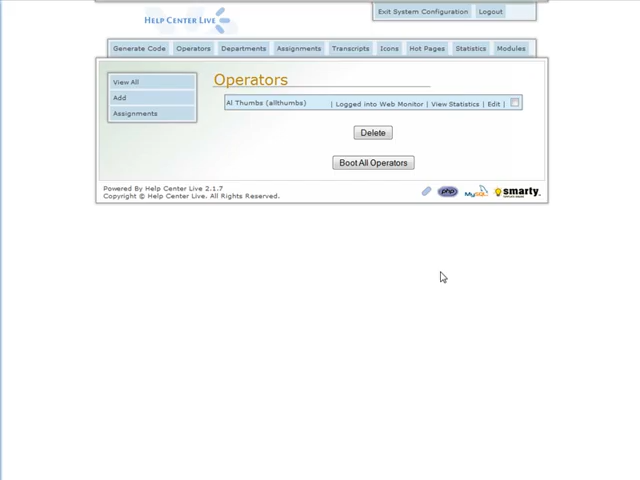 HELP CENTER LIVE
Exit System Configuration Logout
Generate Code Operators Departments Assignments Transcripts Icons Hot Pages Statistics Modules
View All
Add
Assignments
Operators
Al Thumbs (allthumbs) | Logged into Web Monitor | View Statistics | Edit |
Delete
Boot All Operators
Powered By Help Center Live 2.1.7
Copyright © Help Center Live. All Rights Reserved.
php MySQL smarty